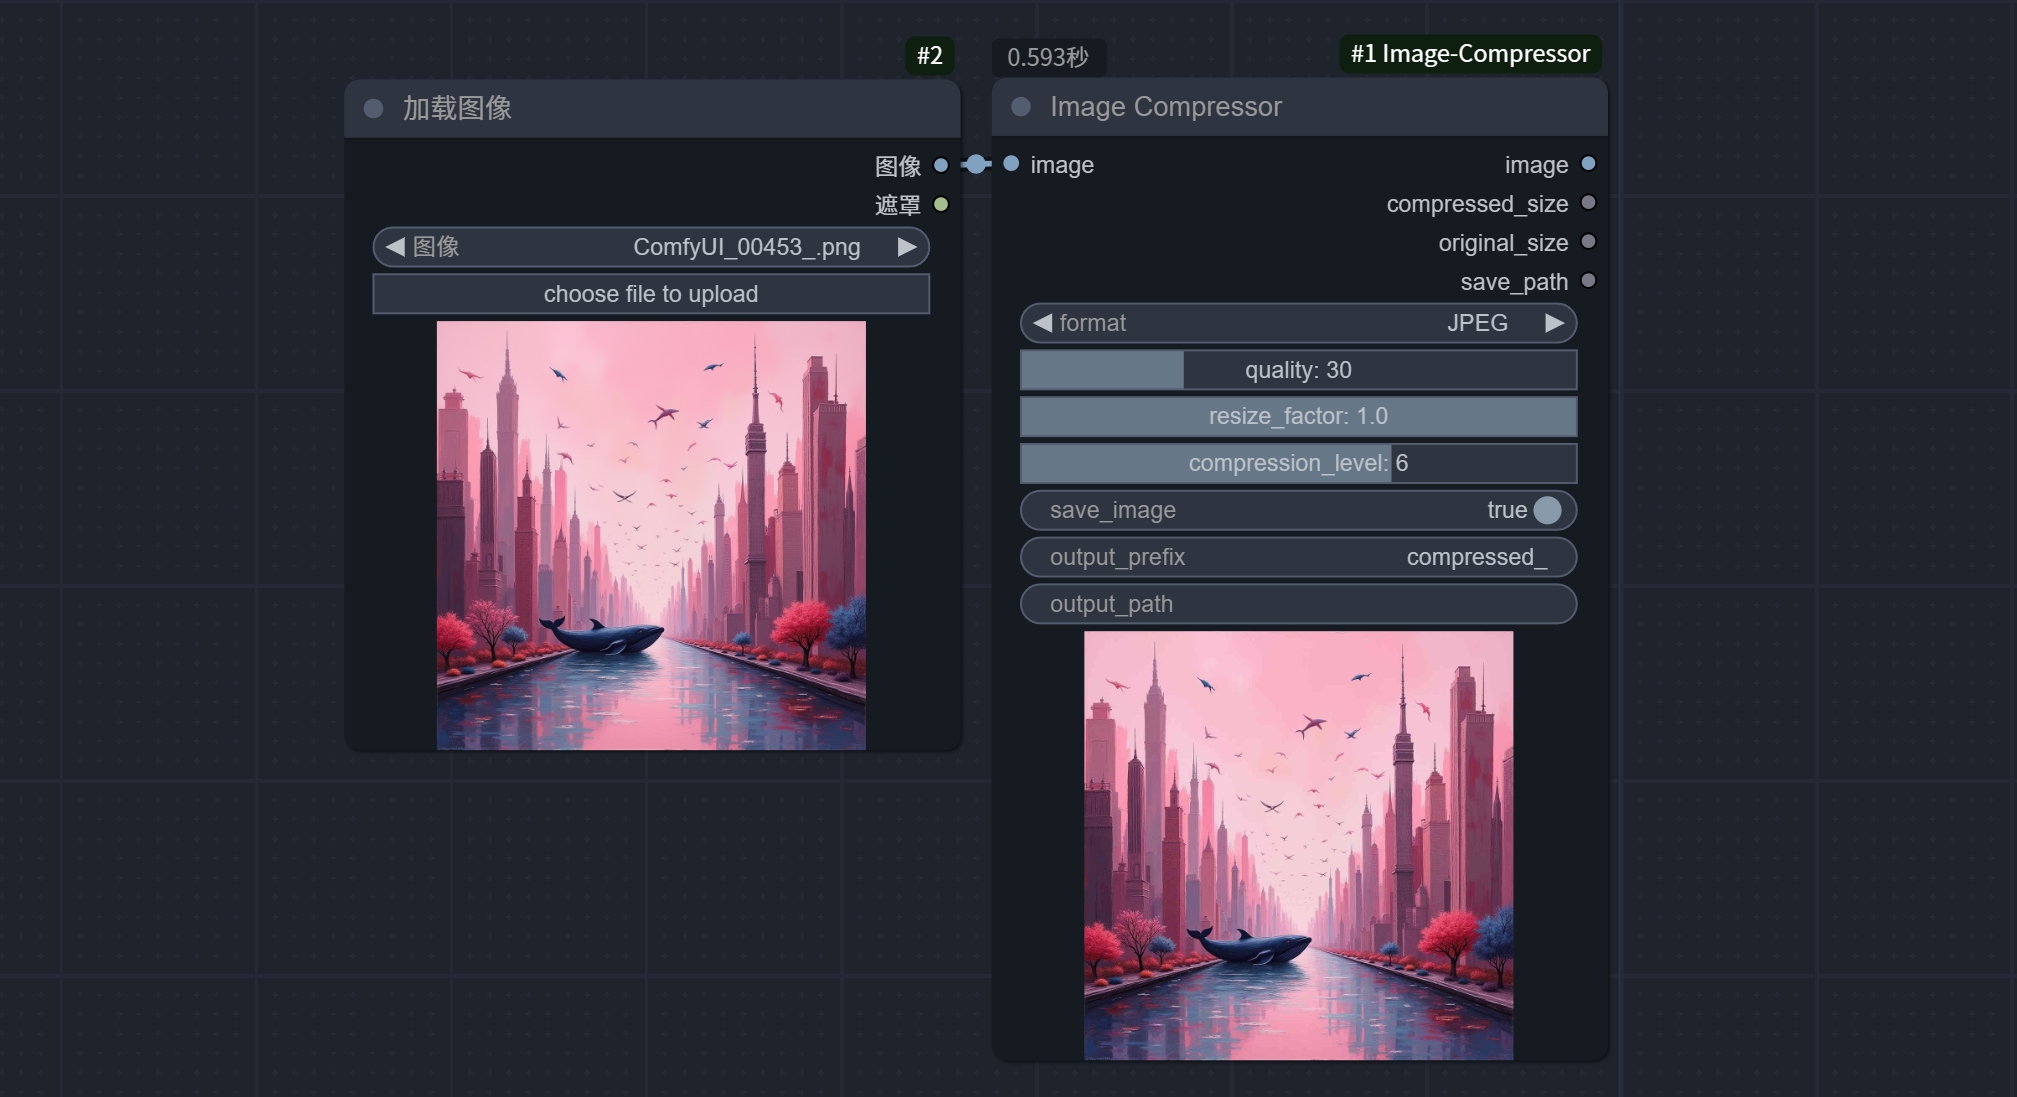 #2
加载图像
图像
遮罩
图像 ComfyUI_00453_.png
choose file to upload
0.593秒
#1 Image-Compressor
Image Compressor
image image
compressed_size
original_size
save_path
format JPEG
quality: 30
resize_factor: 1.0
compression_level: 6
save_image true
output_prefix compressed_
output_path